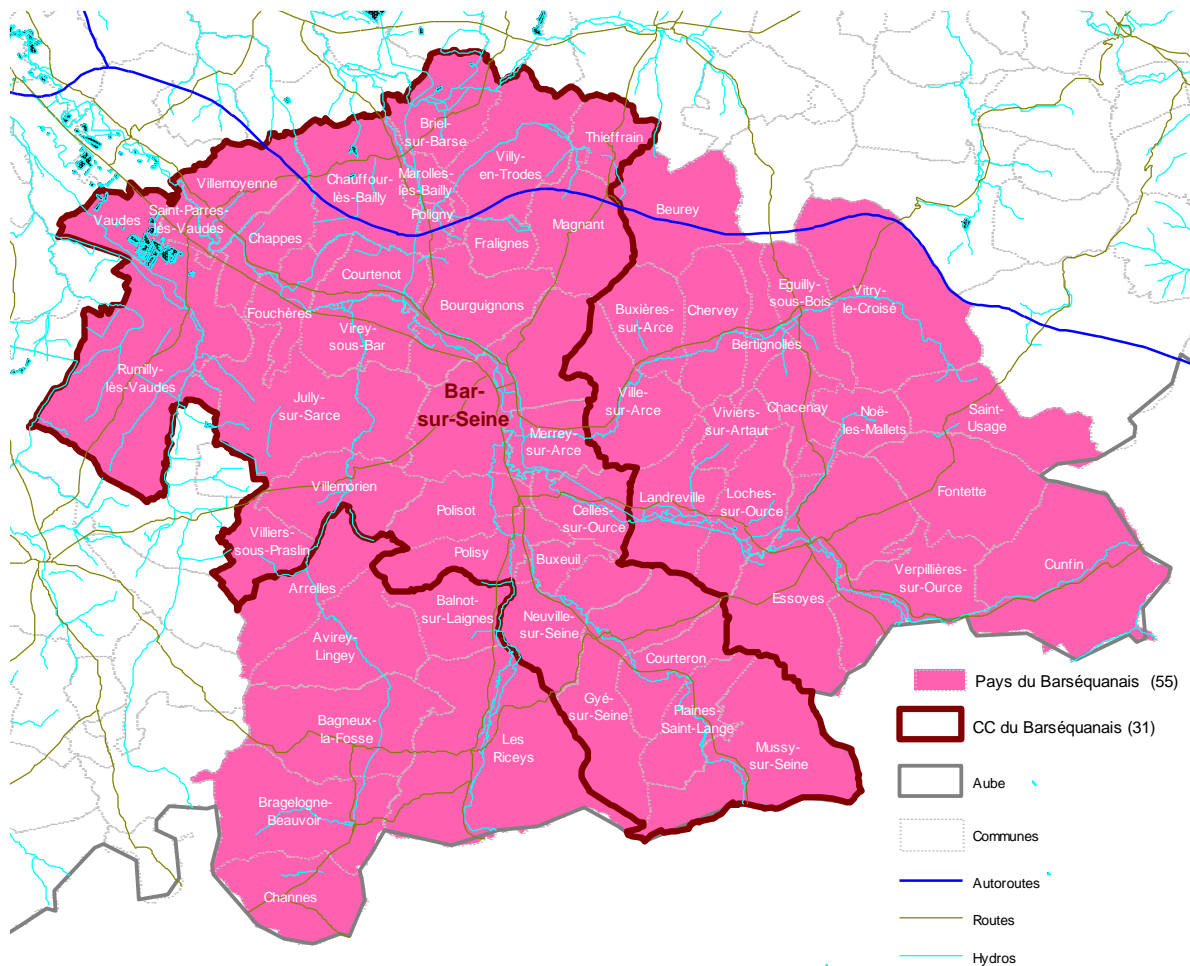 Briel-
sur-Barse
Thieffrain
Villy-
en-Trodes
Marolles-
lès-Bailly
Chauffour-
lès-Bailly
Villemoyenne
Vaudes
Saint-Parres-
lès-Vaudes
Poligny
Beurey
Magnant
Chappes
Fralignes
Courtenot
Bourguignons
Eguilly-
sous-Bois
Vitry-
le-Croisé
Fouchères
Buxières-
sur-Arce
Chervey
Virey-
sous-Bar
Bertignolles
Rumilly-
lès-Vaudes
Jully-
sur-Sarce
Bar-
sur-Seine
Ville-
sur-Arce
Viviers-
sur-Artaut
Chacenay
Noë-
les-Mallets
Saint-
Usage
Merrey-
sur-Arce
Villemorien
Polisot
Celles-
sur-Ource
Landreville
Loches-
sur-Ource
Fontette
Villiers-
sous-Praslin
Polisy
Buxeuil
Verpillières-
sur-Ource
Cunfin
Arrelles
Balnot-
sur-Laignes
Neuville-
sur-Seine
Essoyes
Avirey-
Lingey
Courteron
Gyé-
sur-Seine
Plaines-
Saint-Lange
Mussy-
sur-Seine
Bagneux-
la-Fosse
Les
Riceys
Bragelogne-
Beauvoir
Channes
Pays du Barséquanais (55)
CC du Barséquanais (31)
Aube
Communes
Autoroutes
Routes
Hydros